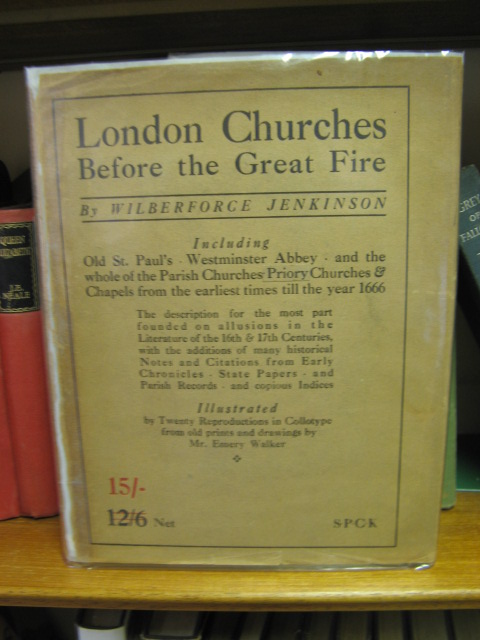 London Churches
Before the Great Fire
By WILBERFORCE JENKINSON
Including
Old St. Paul's · Westminster Abbey · and the
whole of the Parish Churches · Priory Churches &
Chapels from the earliest times till the year 1666
The description for the most part
founded on allusions in the
Literature of the 16th & 17th Centuries,
with the additions of many historical
Notes and Citations from Early
Chronicles · State Papers · and
Parish Records · and copious Indices
Illustrated
by Twenty Reproductions in Collotype
from old prints and drawings by
Mr. Emery Walker
15/-
12/6 Net
SPCK
J.E.
NEALE
GREY
OF
FALL